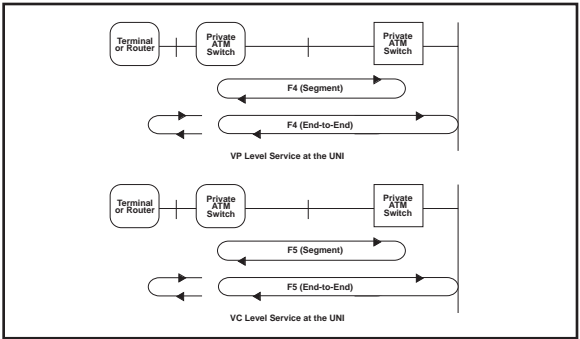 Terminal
or Router
Private
ATM
Switch
Private
ATM
Switch
F4 (Segment)
F4 (End-to-End)
VP Level Service at the UNI
Terminal
or Router
Private
ATM
Switch
Private
ATM
Switch
F5 (Segment)
F5 (End-to-End)
VC Level Service at the UNI